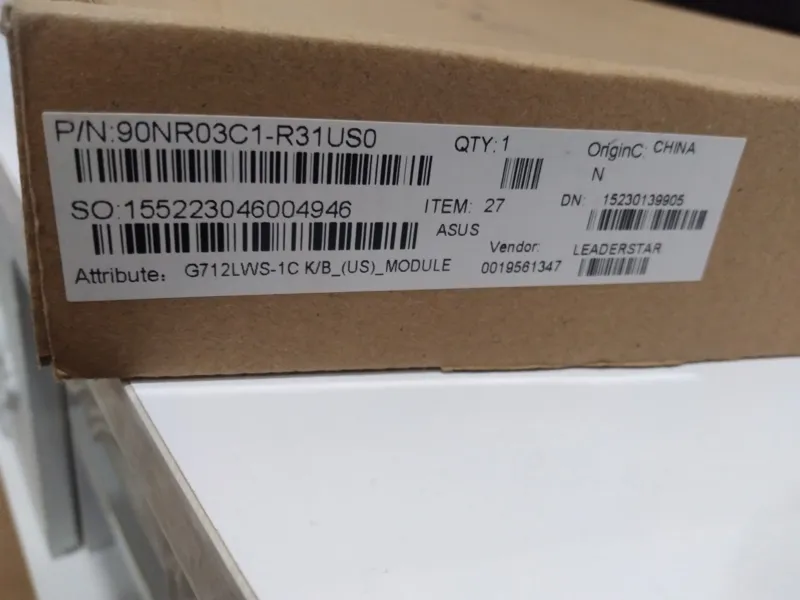 P/N:90NR03C1-R31US0
QTY: 1
OriginC: CHINA
N
SO:155223046004946
ITEM: 27
DN: 15230139905
ASUS
Vendor: LEADERSTAR
Attribute: G712LWS-1C K/B_(US)_MODULE
0019561347